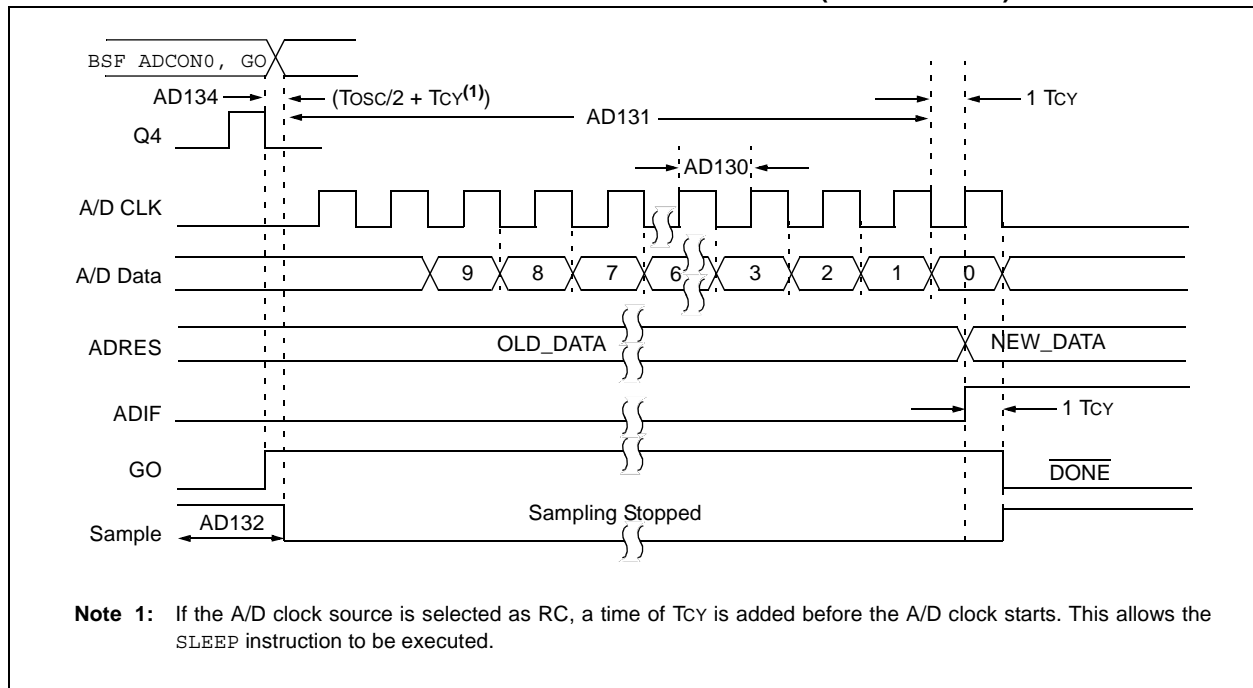 BSF ADCON0, GO
AD134
(TOSC/2 + TCY(1))
1 TCY
AD131
Q4
AD130
A/D CLK
A/D Data
9 8 7 6 3 2 1 0
ADRES
OLD_DATA
NEW_DATA
ADIF
1 TCY
GO
DONE
Sample
AD132
Sampling Stopped
Note 1: If the A/D clock source is selected as RC, a time of TCY is added before the A/D clock starts. This allows the
SLEEP instruction to be executed.